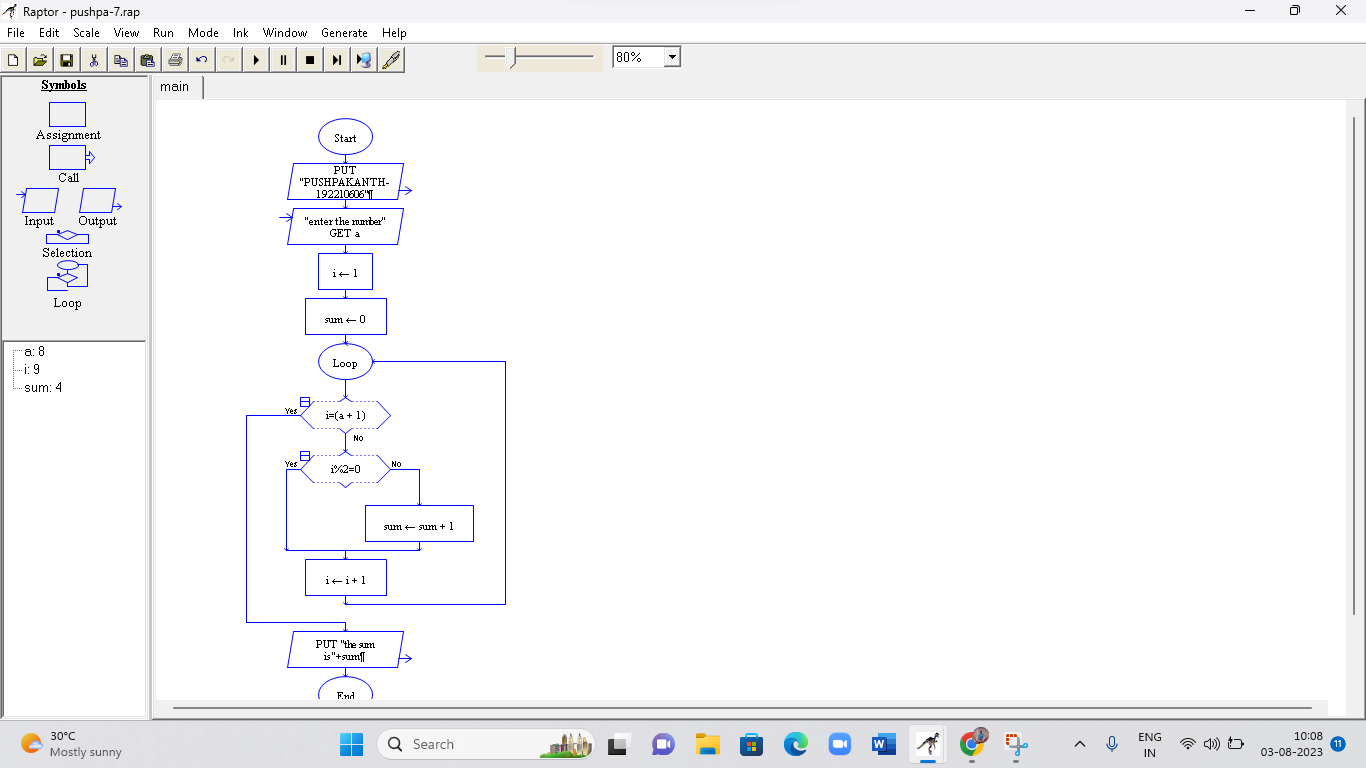 Raptor - pushpa-7.rap
File Edit Scale View Run Mode Ink Window Generate Help
80%
Symbols
Assignment
Call
Input Output
Selection
Loop
a: 8
i: 9
sum: 4
main
Start
PUT
"PUSHPAKANTH-
192210606"¶
"enter the number"
GET a
i ← 1
sum ← 0
Loop
Yes
i=(a + 1)
No
Yes
i%2=0
No
sum ← sum + 1
i ← i + 1
PUT "the sum
is"+sum¶
End
30°C
Mostly sunny
Search
ENG
IN
10:08
03-08-2023
11